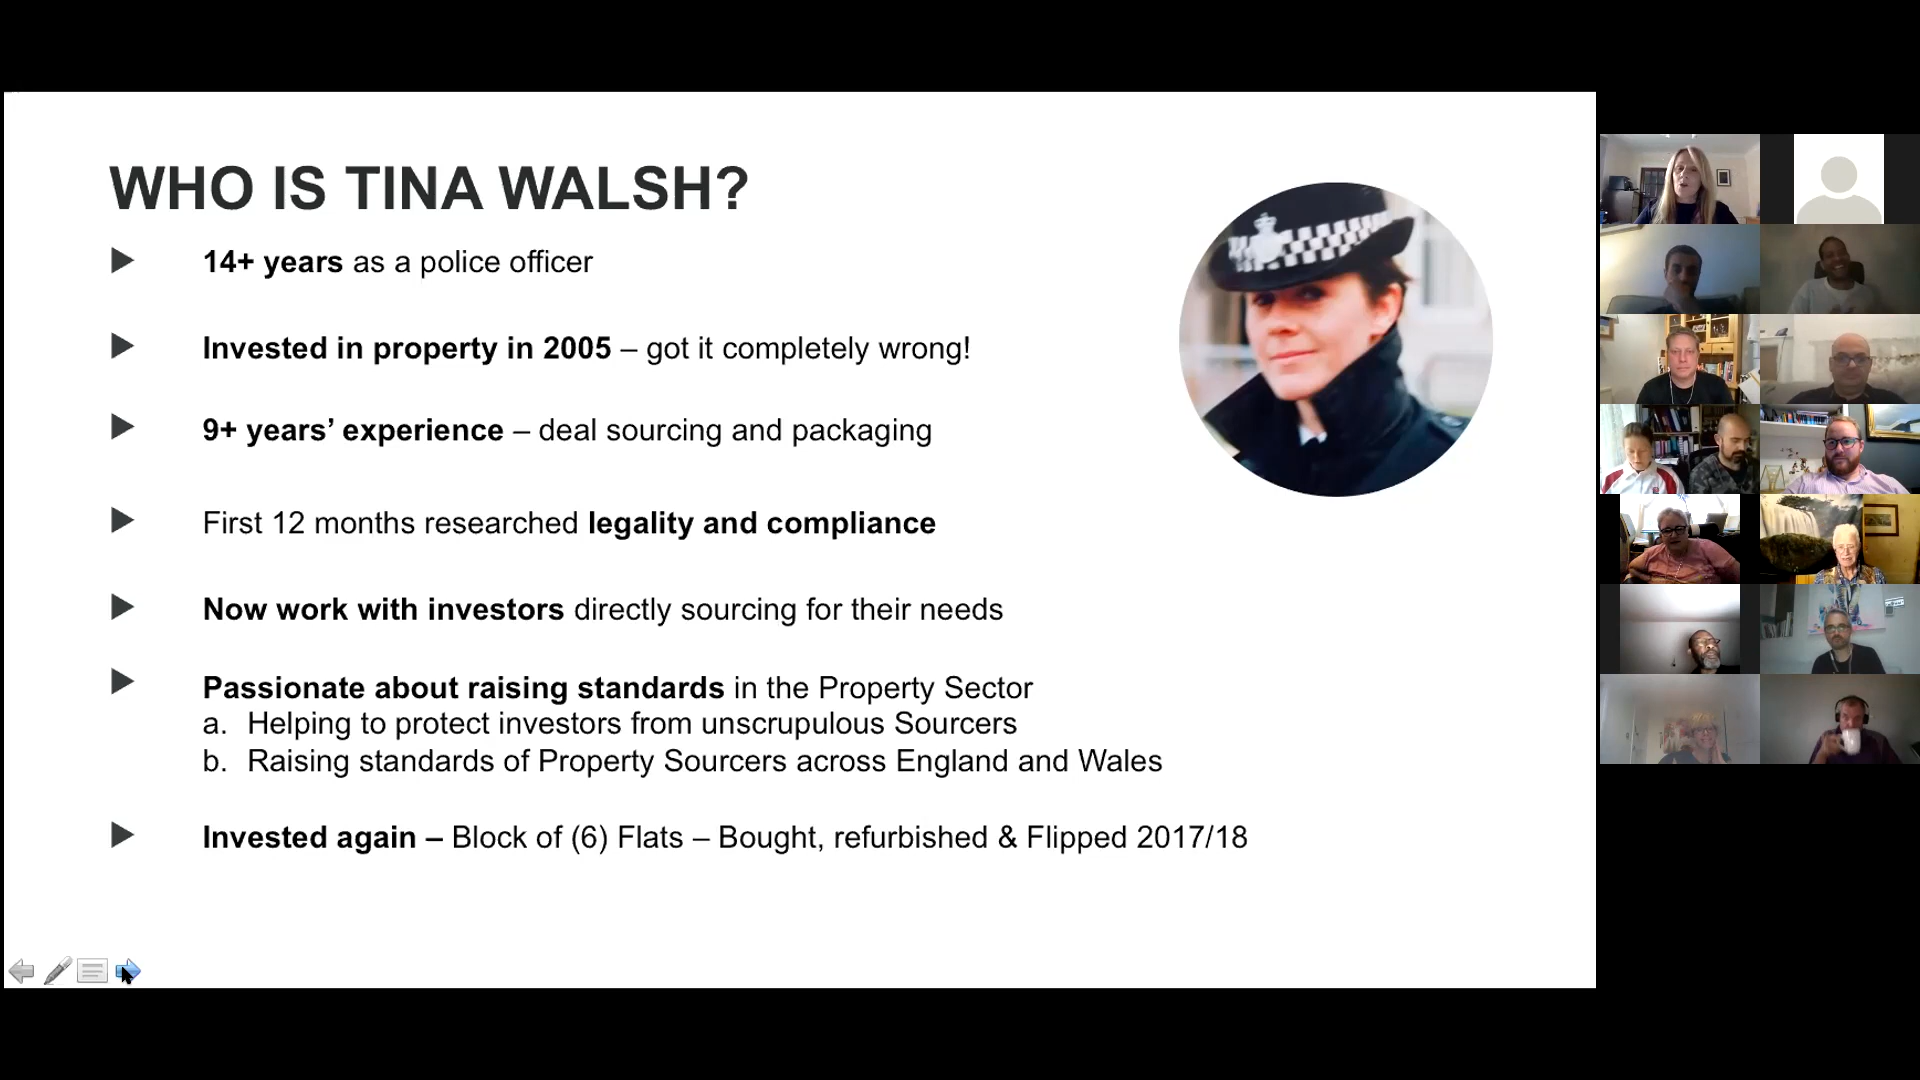 WHO IS TINA WALSH?
14+ years as a police officer
Invested in property in 2005 – got it completely wrong!
9+ years’ experience – deal sourcing and packaging
First 12 months researched legality and compliance
Now work with investors directly sourcing for their needs
Passionate about raising standards in the Property Sector
a. Helping to protect investors from unscrupulous Sourcers
b. Raising standards of Property Sourcers across England and Wales
Invested again – Block of (6) Flats – Bought, refurbished & Flipped 2017/18